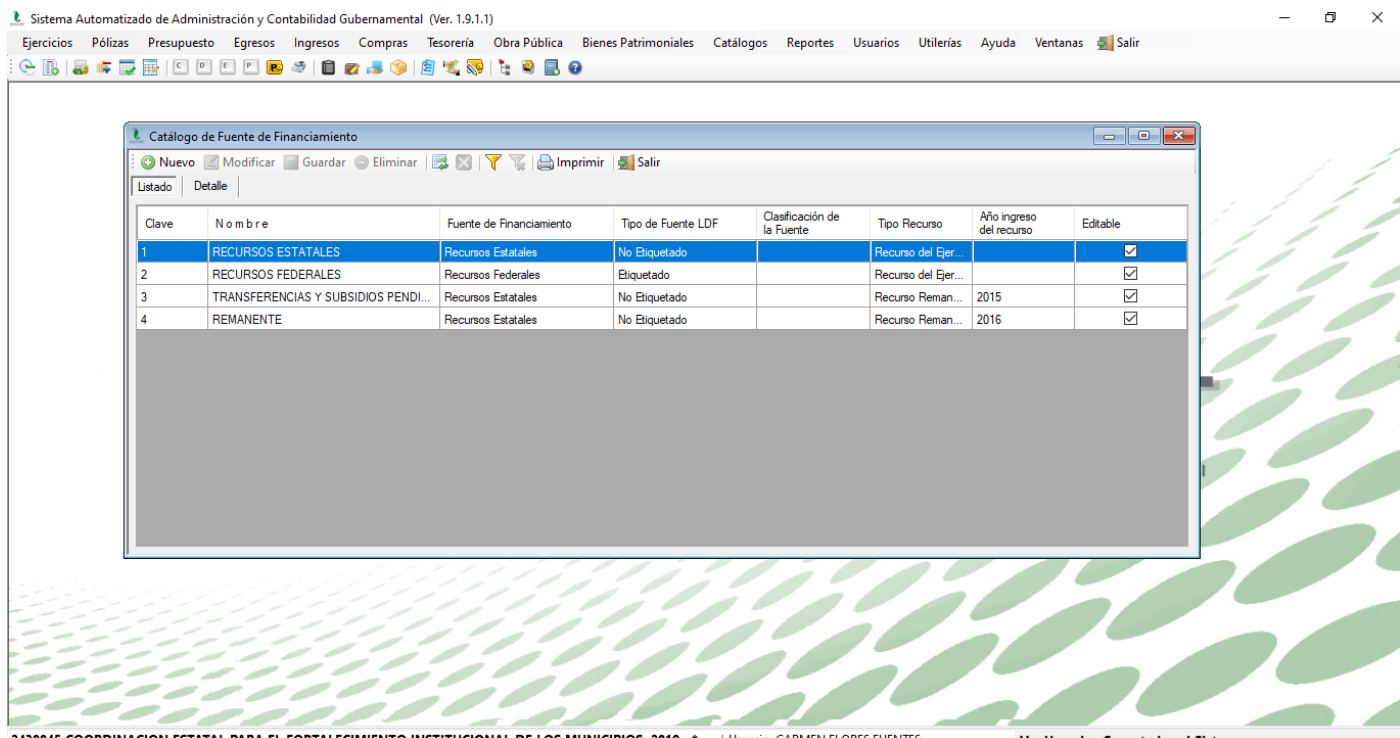 Sistema Automatizado de Administración y Contabilidad Gubernamental (Ver. 1.9.1.1)
Ejercicios Pólizas Presupuesto Egresos Ingresos Compras Tesorería Obra Pública Bienes Patrimoniales Catálogos Reportes Usuarios Utilerías Ayuda Ventanas Salir
C D E P
Catálogo de Fuente de Financiamiento
Nuevo Modificar Guardar Eliminar Imprimir Salir
Listado Detalle
Clave N o m b r e Fuente de Financiamiento Tipo de Fuente LDF Clasificación de la Fuente Tipo Recurso Año ingreso del recurso Editable
1 RECURSOS ESTATALES Recursos Estatales No Etiquetado Recurso del Ejer...
2 RECURSOS FEDERALES Recursos Federales Etiquetado Recurso del Ejer...
3 TRANSFERENCIAS Y SUBSIDIOS PENDI... Recursos Estatales No Etiquetado Recurso Reman... 2015
4 REMANENTE Recursos Estatales No Etiquetado Recurso Reman... 2016
COORDINACION ESTATAL PARA EL FORTALECIMIENTO INSTITUCIONAL DE LOS MUNICIPIOS 2019 Usuario: CARMEN FLORES FUENTES